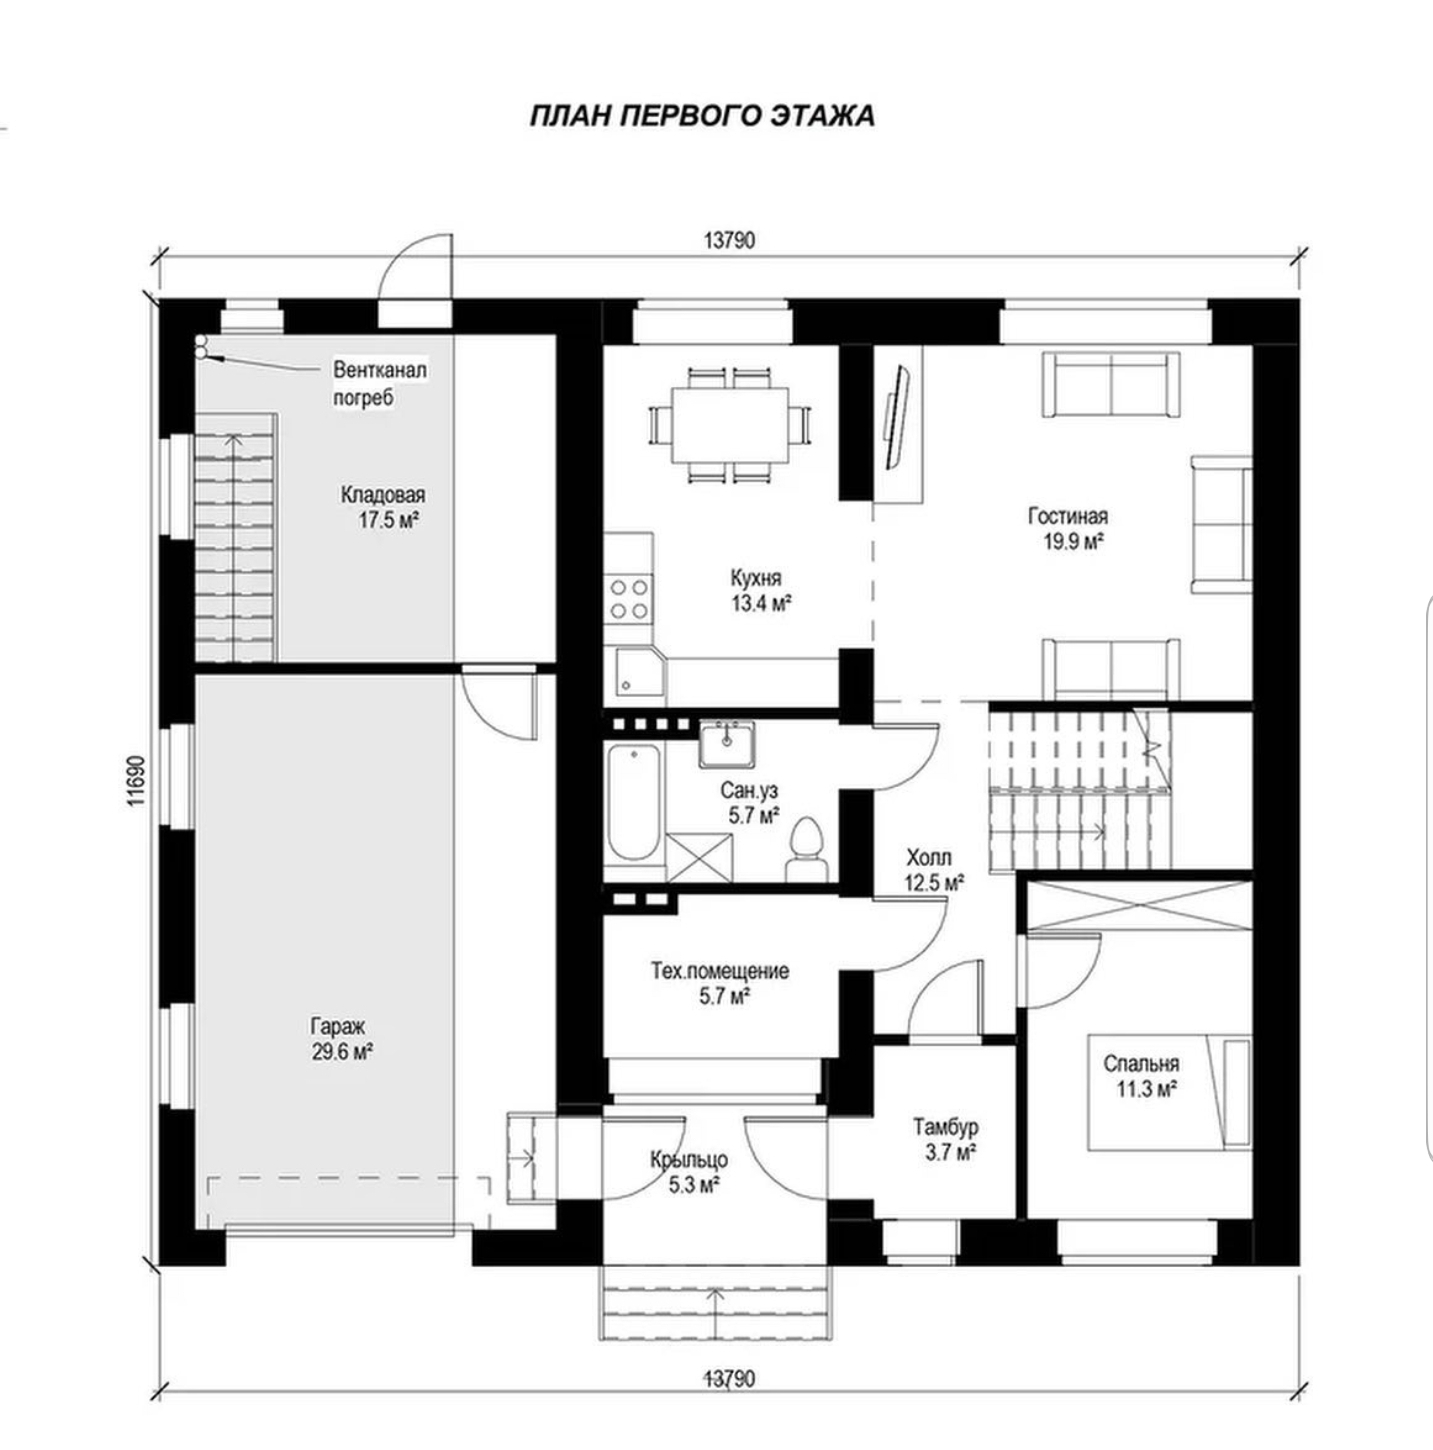 ПЛАН ПЕРВОГО ЭТАЖА
13790
Вентканал
погреб
Кладовая
17.5 м²
Гостиная
19.9 м²
Кухня
13.4 м²
11690
Сан.уз
5.7 м²
Холл
12.5 м²
Тех.помещение
5.7 м²
Гараж
29.6 м²
Спальня
11.3 м²
Тамбур
3.7 м²
Крыльцо
5.3 м²
13790